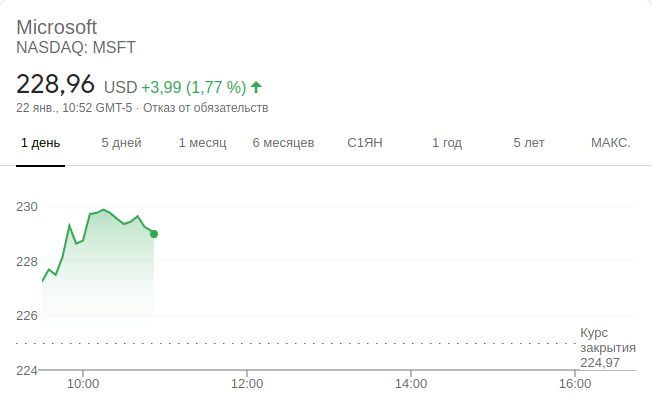 Microsoft
NASDAQ: MSFT
228,96 USD +3,99 (1,77 %)
22 янв., 10:52 GMT-5 · Отказ от обязательств
1 день 5 дней 1 месяц 6 месяцев С1ЯН 1 год 5 лет МАКС.
230
228
226
Курс
закрытия
224,97
224
10:00 12:00 14:00 16:00